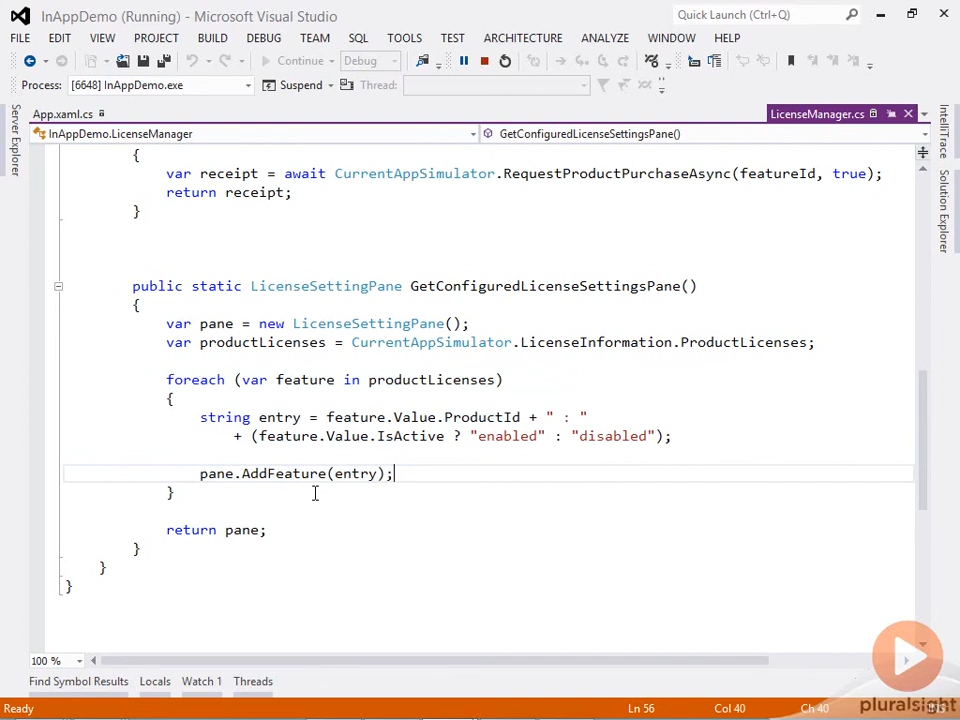 InAppDemo (Running) - Microsoft Visual Studio
Quick Launch (Ctrl+Q)
FILE EDIT VIEW PROJECT BUILD DEBUG TEAM SQL TOOLS TEST ARCHITECTURE ANALYZE WINDOW HELP
Continue Debug
Process: [6648] InAppDemo.exe Suspend Thread:
App.xaml.cs LicenseManager.cs
InAppDemo.LicenseManager GetConfiguredLicenseSettingsPane()
Server Explorer
IntelliTrace
Solution Explorer
{
var receipt = await CurrentAppSimulator.RequestProductPurchaseAsync(featureId, true);
return receipt;
}
public static LicenseSettingPane GetConfiguredLicenseSettingsPane()
{
var pane = new LicenseSettingPane();
var productLicenses = CurrentAppSimulator.LicenseInformation.ProductLicenses;
foreach (var feature in productLicenses)
{
string entry = feature.Value.ProductId + " : "
+ (feature.Value.IsActive ? "enabled" : "disabled");
pane.AddFeature(entry);
}
return pane;
}
}
}
100 %
Find Symbol Results Locals Watch 1 Threads
pluralsight
Ready Ln 56 Col 40 Ch 40 INS